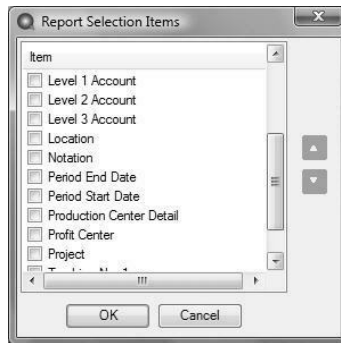 Report Selection Items
Item
Level 1 Account
Level 2 Account
Level 3 Account
Location
Notation
Period End Date
Period Start Date
Production Center Detail
Profit Center
Project
OK
Cancel